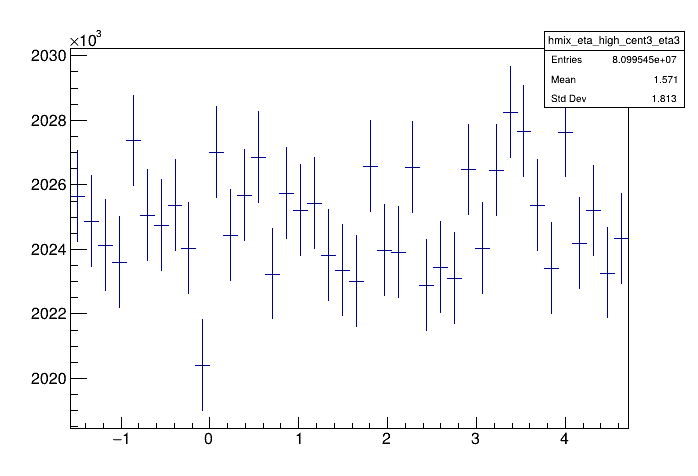 ×10³
hmix_eta_high_cent3_eta3
Entries 8.099545e+07
Mean 1.571
Std Dev 1.813
2030
2028
2026
2024
2022
2020
−1 0 1 2 3 4